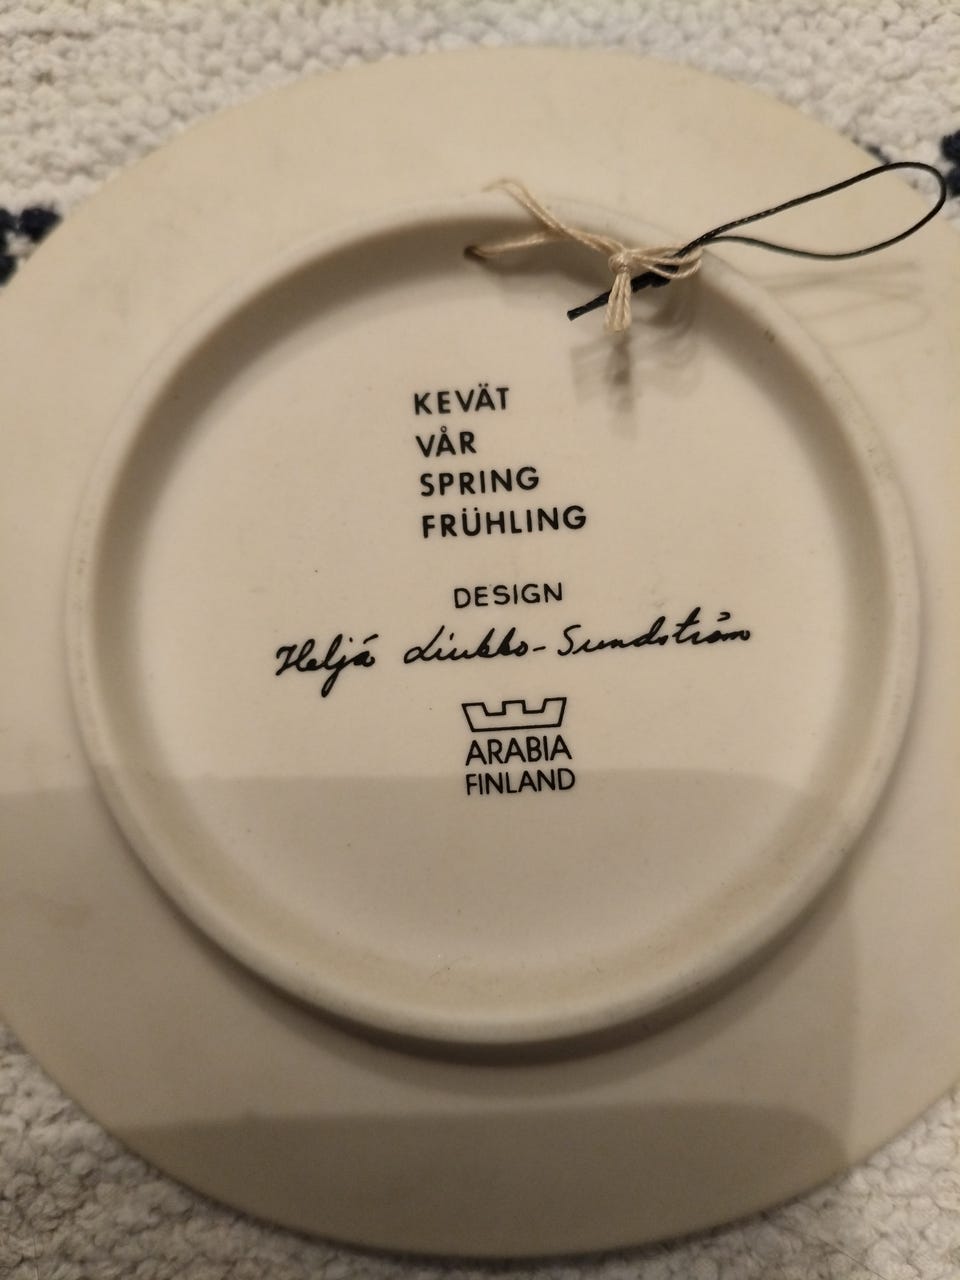 KEVÄT
VÅR
SPRING
FRÜHLING
DESIGN
Heljä Liukko-Sundström
ARABIA
FINLAND